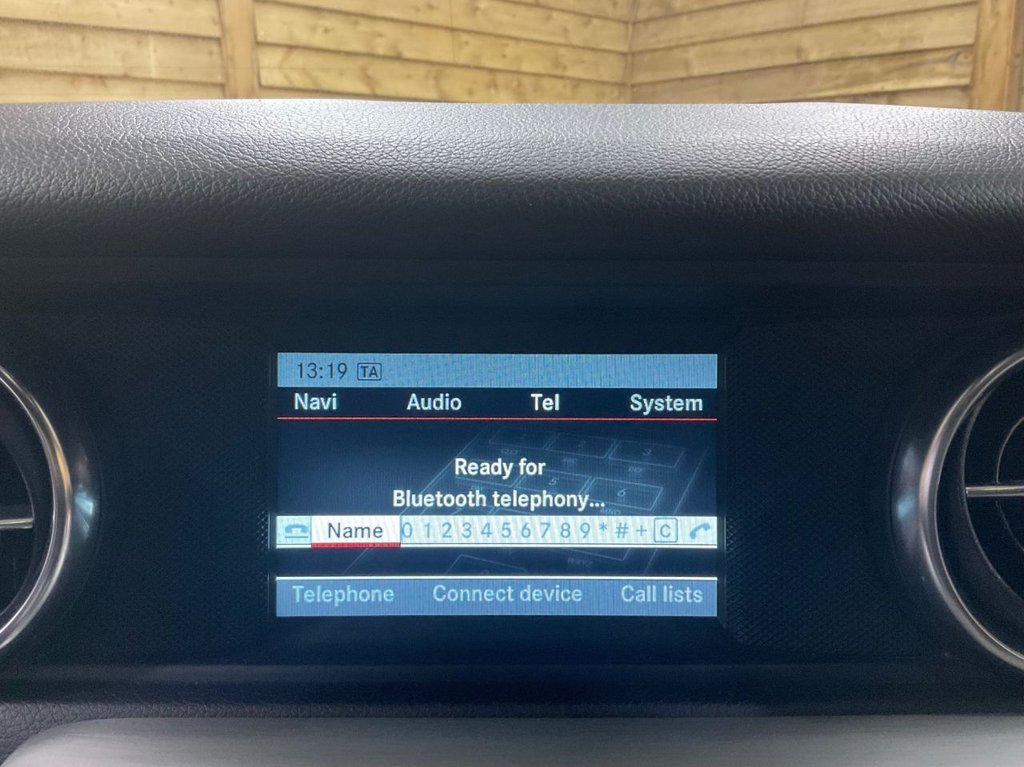 13:19 TA
Navi Audio Tel System
Ready for
Bluetooth telephony...
Name 0 1 2 3 4 5 6 7 8 9 * # + C
Telephone Connect device Call lists